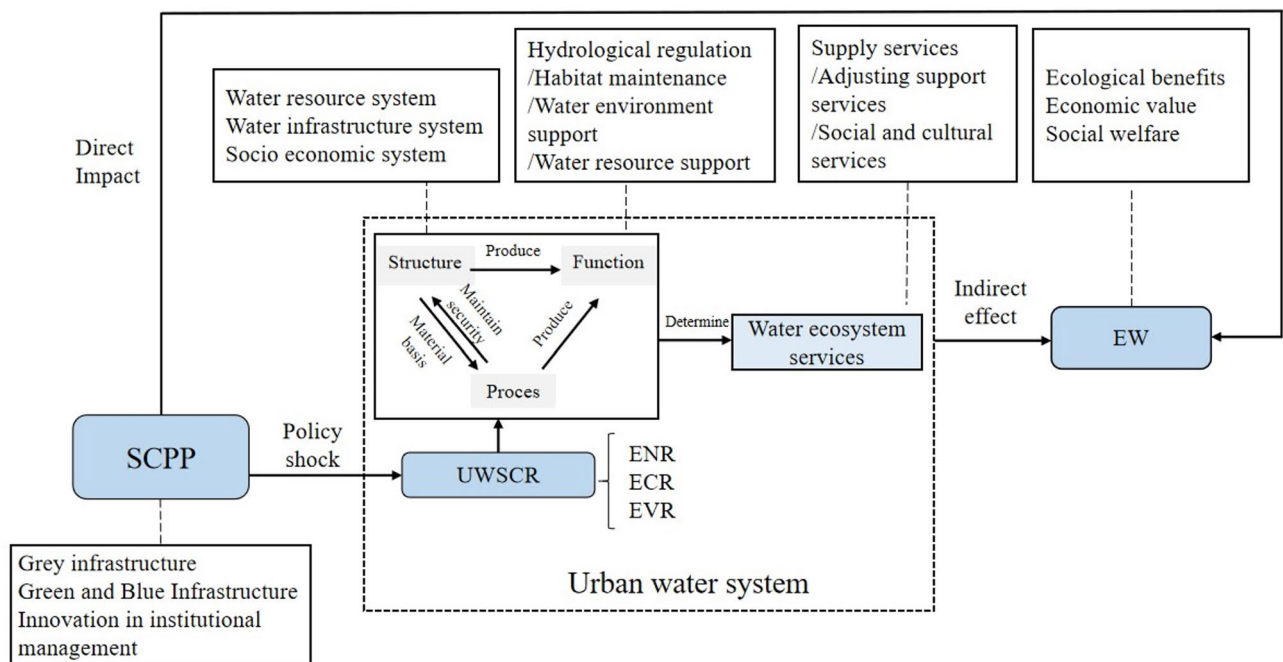 Direct
Impact
Water resource system
Water infrastructure system
Socio economic system
Hydrological regulation
/Habitat maintenance
/Water environment
support
/Water resource support
Supply services
/Adjusting support
services
/Social and cultural
services
Ecological benefits
Economic value
Social welfare
Structure
Produce
Function
Maintain
security
Material
basis
Produce
Proces
Determine
Water ecosystem
services
Indirect
effect
EW
SCPP
Policy
shock
UWSCR
ENR
ECR
EVR
Urban water system
Grey infrastructure
Green and Blue Infrastructure
Innovation in institutional
management